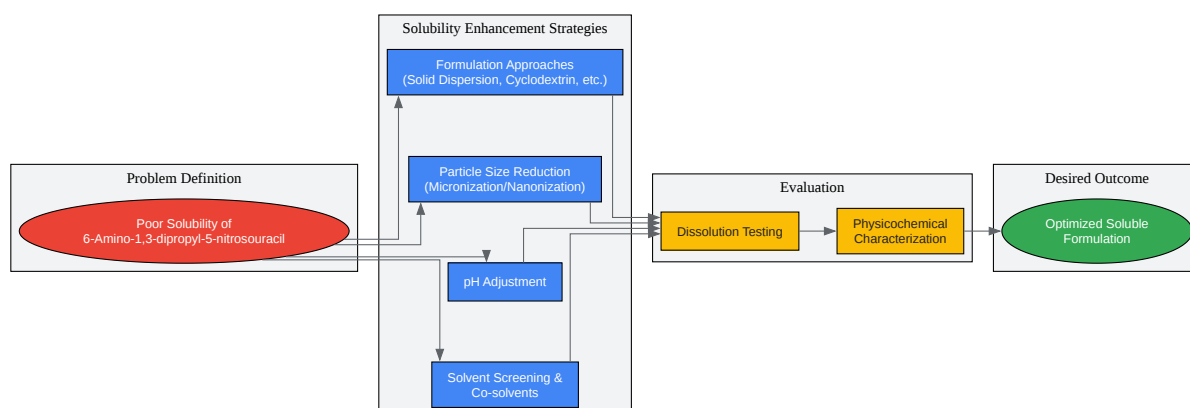 Solubility Enhancement Strategies
Formulation Approaches
(Solid Dispersion, Cyclodextrin, etc.)
Problem Definition
Poor Solubility of
6-Amino-1,3-dipropyl-5-nitrosouracil
Particle Size Reduction
(Micronization/Nanonization)
pH Adjustment
Solvent Screening &
Co-solvents
Evaluation
Dissolution Testing
Physicochemical
Characterization
Desired Outcome
Optimized Soluble
Formulation